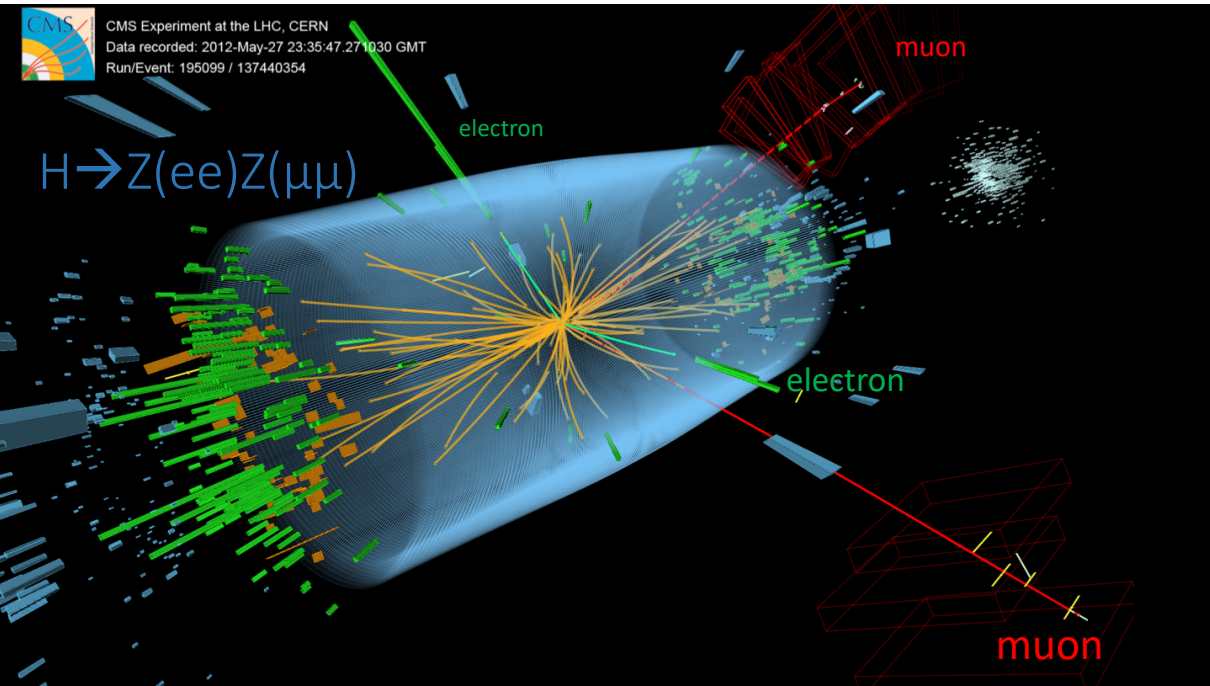 CMS
CMS Experiment at the LHC, CERN
Data recorded: 2012-May-27 23:35:47.271030 GMT
Run/Event: 195099 / 137440354
muon
electron
H→Z(ee)Z(μμ)
electron
muon